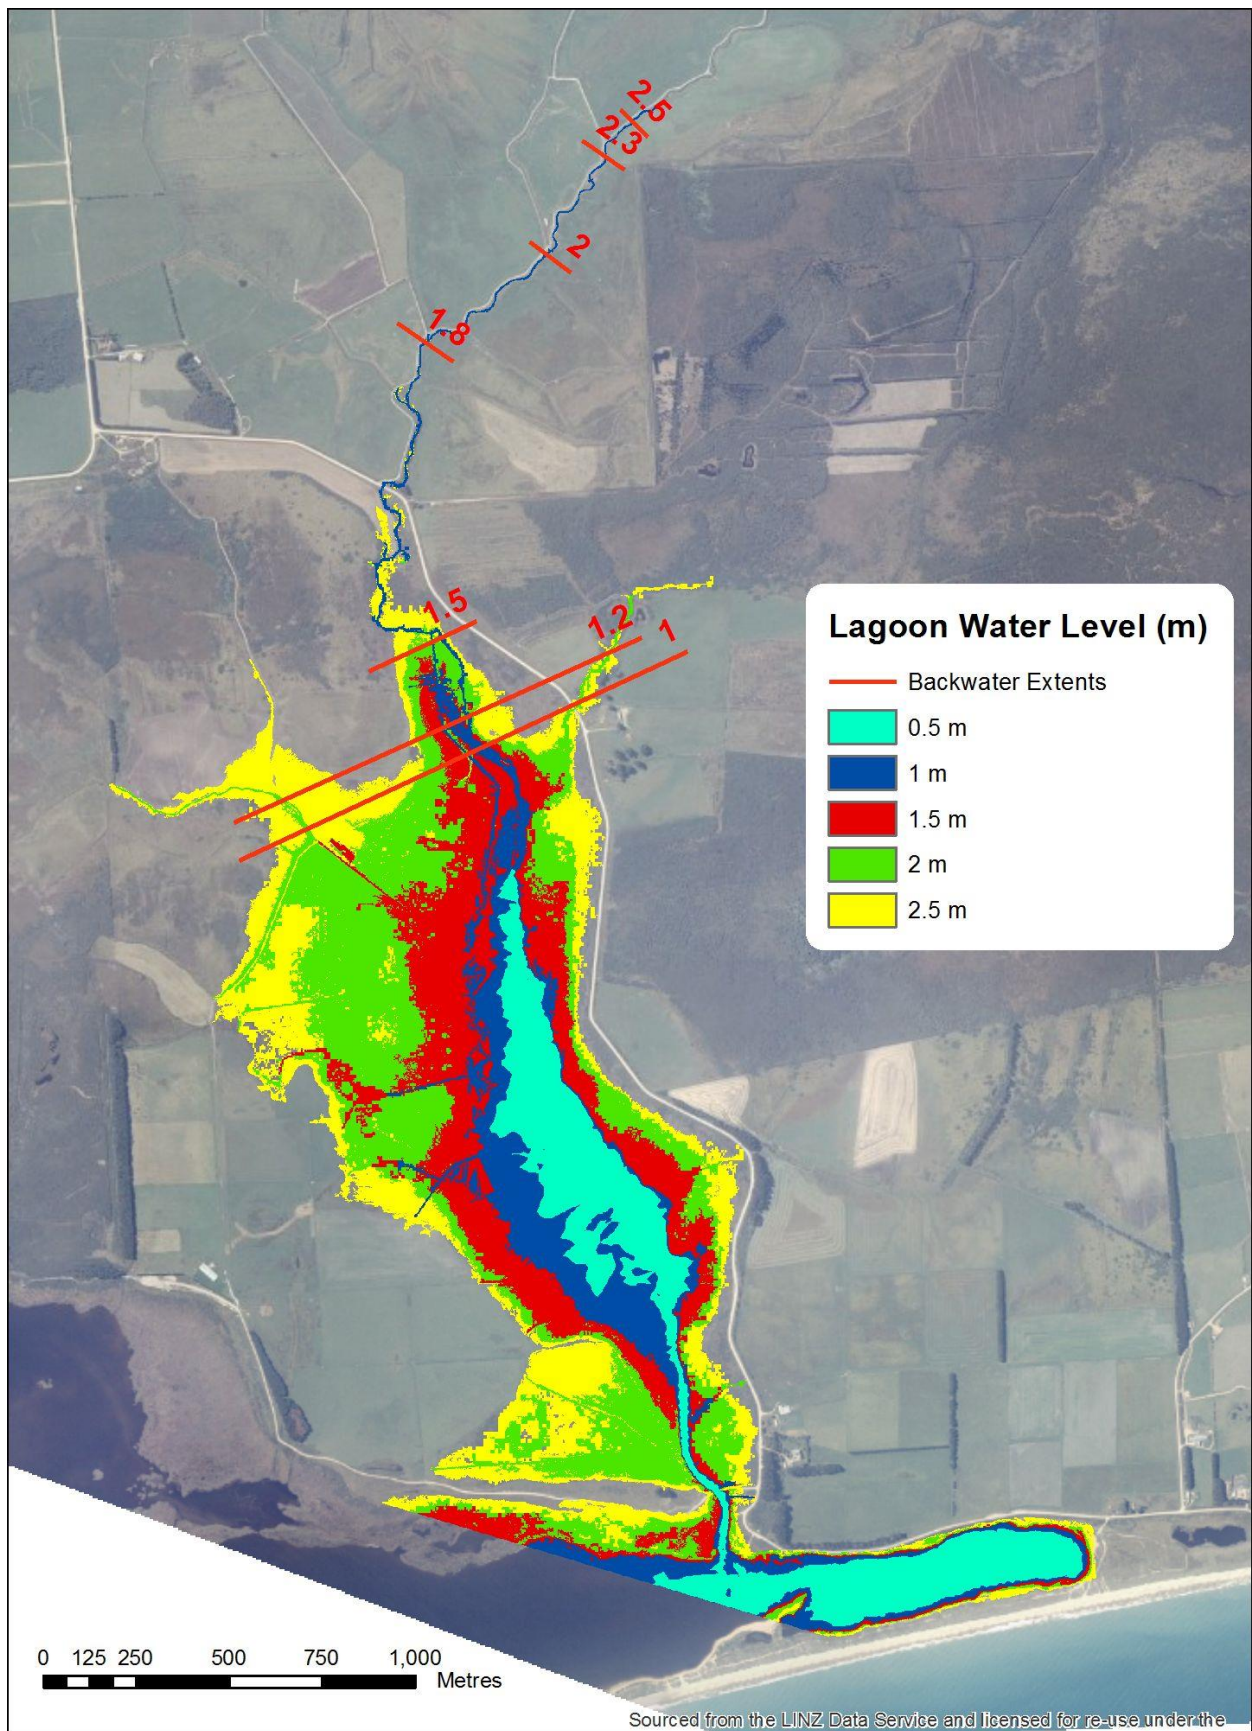 2.5
2.3
2
1.8
1.5
1.2
1
Lagoon Water Level (m)
Backwater Extents
0.5 m
1 m
1.5 m
2 m
2.5 m
0 125 250 500 750 1,000
Metres
Sourced from the LINZ Data Service and licensed for re-use under the